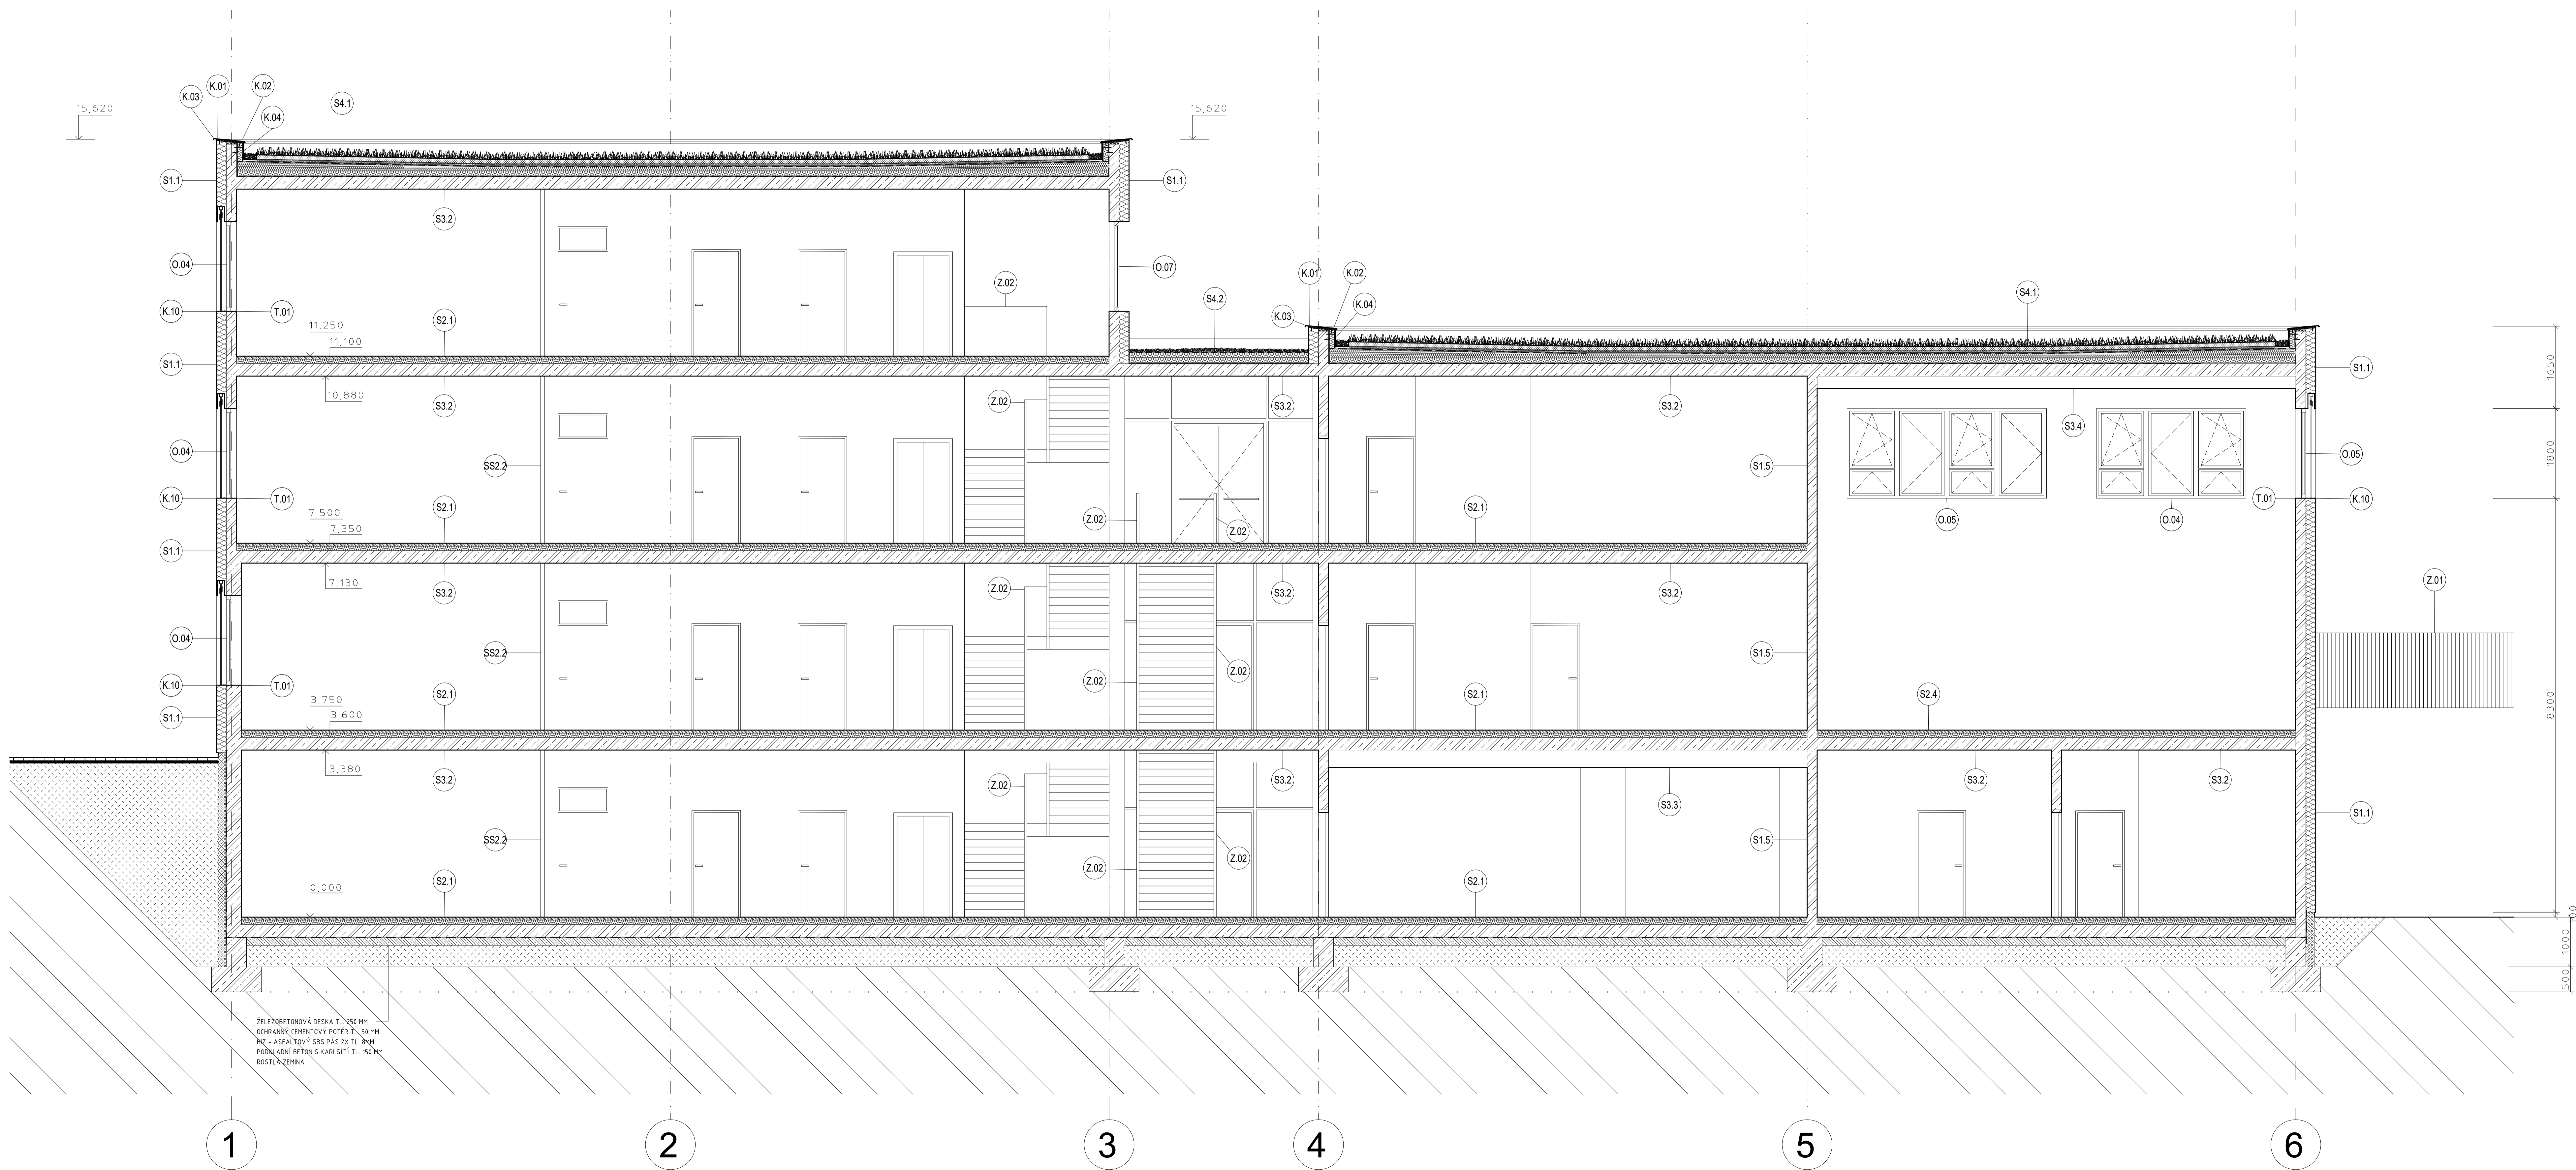 K.01
K.02
K.03
K.04
S4.1
15,620
15,620
S1.1
S1.1
S3.2
O.04
O.07
Z.02
K.01
K.02
K.03
K.04
S4.2
S4.1
K.10
T.01
S2.1
11,250
11,100
S1.1
S3.2
10,880
Z.02
S3.2
S3.2
S3.4
S1.1
1650
O.04
SS2.2
S1.5
O.05
1800
K.10
T.01
S2.1
7,500
7,350
Z.02
Z.02
S2.1
O.05
O.04
T.01
K.10
S1.1
S3.2
7,130
Z.02
S3.2
S3.2
Z.01
O.04
SS2.2
Z.02
Z.02
S1.5
K.10
T.01
S2.1
3,750
3,600
S2.1
S2.4
8300
S1.1
S3.2
3,380
Z.02
S3.2
S3.3
S3.2
S3.2
SS2.2
Z.02
Z.02
S1.5
S1.1
S2.1
0,000
S2.1
100
1000
500
ŽELEZOBETONOVÁ DESKA TL. 250 MM
OCHRANNÝ CEMENTOVÝ POTĚR TL. 50 MM
HIZ - ASFALTOVÝ SBS PÁS 2X TL. 8MM
PODKLADNÍ BETON S KARI SÍTÍ TL. 150 MM
ROSTLÁ ZEMINA
1
2
3
4
5
6